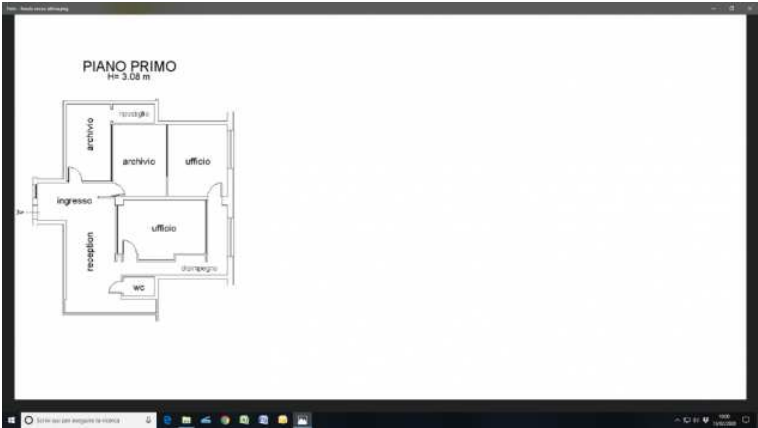 PIANO PRIMO
H= 3.08 m
ripostiglio
archivio
archivio
ufficio
ingresso
ufficio
reception
disimpegno
wc